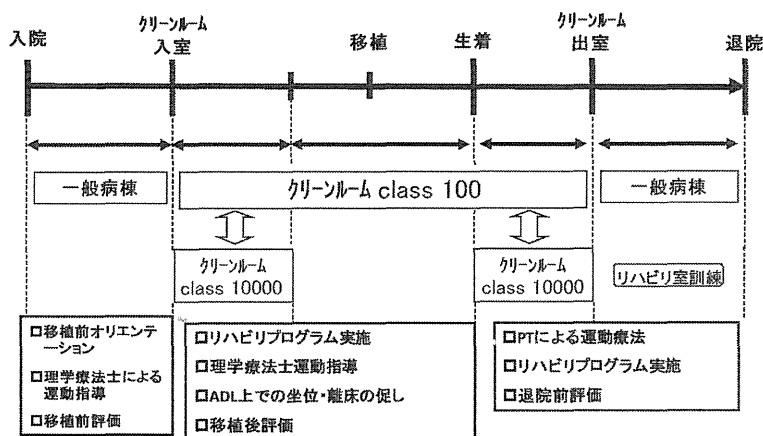 クリーンルーム
入院
入室
移植
生着
クリーンルーム
出室
退院
一般病棟
クリーンルーム class 100
一般病棟
クリーンルーム
class 10000
クリーンルーム
class 10000
リハビリ室訓練
□移植前オリエンテ
ーション
□理学療法士による
運動指導
□移植前評価
□リハビリプログラム実施
□理学療法士運動指導
□ADL上での坐位・離床の促し
□移植後評価
□PTによる運動療法
□リハビリプログラム実施
□退院前評価